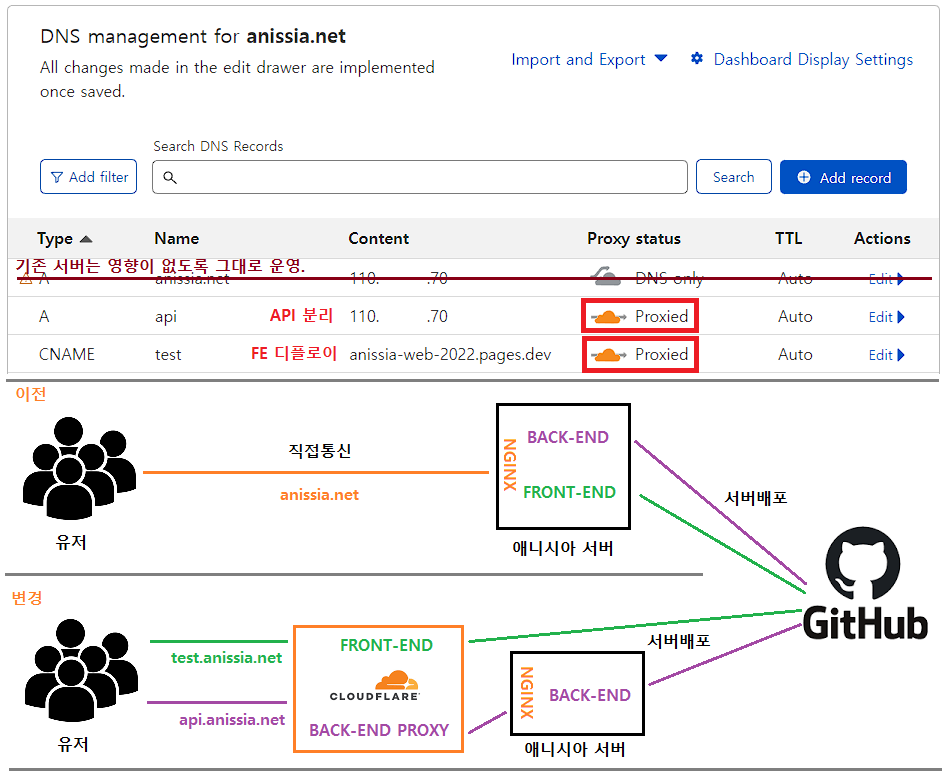 DNS management for anissia.net
All changes made in the edit drawer are implemented
once saved.
Import and Export
Dashboard Display Settings
Search DNS Records
Add filter
Search
Add record
Type Name Content Proxy status TTL Actions
기존 서버는 영향이 없도록 그대로 운영.
A anissia.net 110. .70 DNS only Auto Edit
A api API 분리 110. .70 Proxied Auto Edit
CNAME test FE 디플로이 anissia-web-2022.pages.dev Proxied Auto Edit
이전
직접통신
anissia.net
유저
NGINX
BACK-END
FRONT-END
애니시아 서버
서버배포
GitHub
변경
test.anissia.net
api.anissia.net
유저
FRONT-END
CLOUDFLARE
BACK-END PROXY
NGINX
BACK-END
애니시아 서버
서버배포